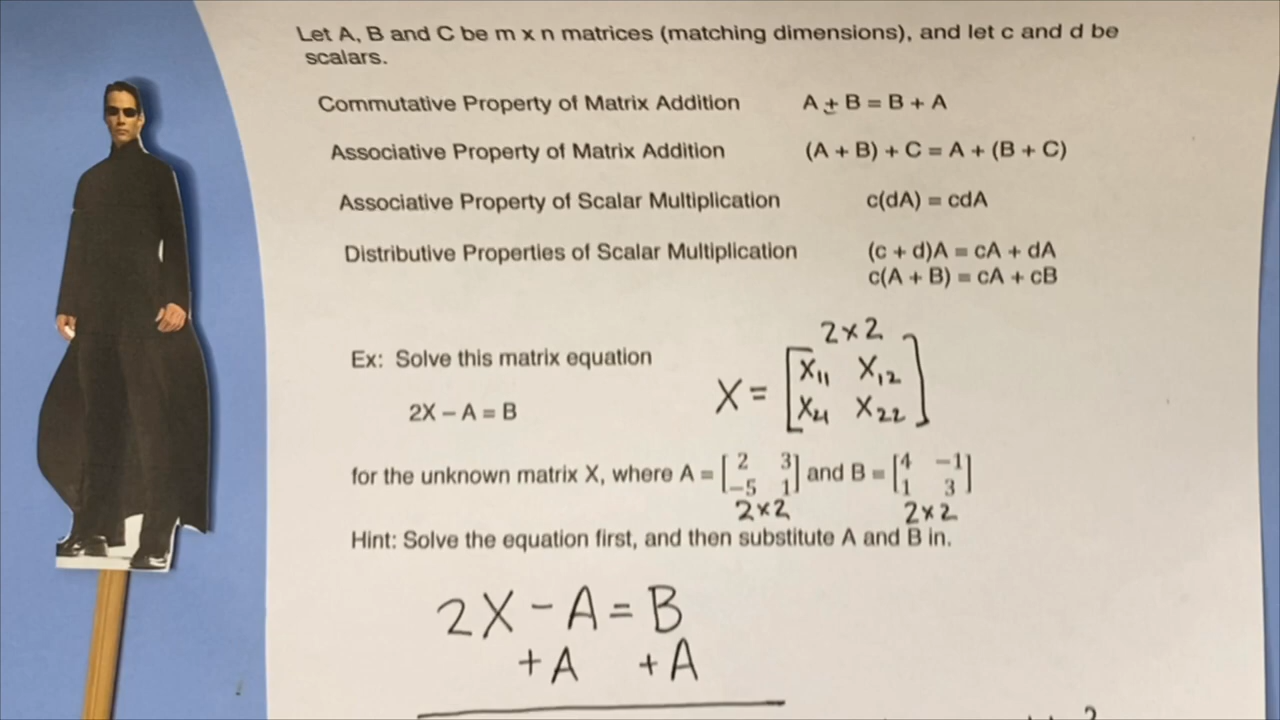 Let A, B and C be m x n matrices (matching dimensions), and let c and d be
scalars.
Commutative Property of Matrix Addition A + B = B + A
Associative Property of Matrix Addition (A + B) + C = A + (B + C)
Associative Property of Scalar Multiplication c(dA) = cdA
Distributive Properties of Scalar Multiplication (c + d)A = cA + dA
c(A + B) = cA + cB
2×2
Ex: Solve this matrix equation
X = [X11 X12
X21 X22]
2X – A = B
for the unknown matrix X, where A = [2 3
–5 1] and B = [4 –1
1 3]
2×2 2×2
Hint: Solve the equation first, and then substitute A and B in.
2X – A = B
+A +A